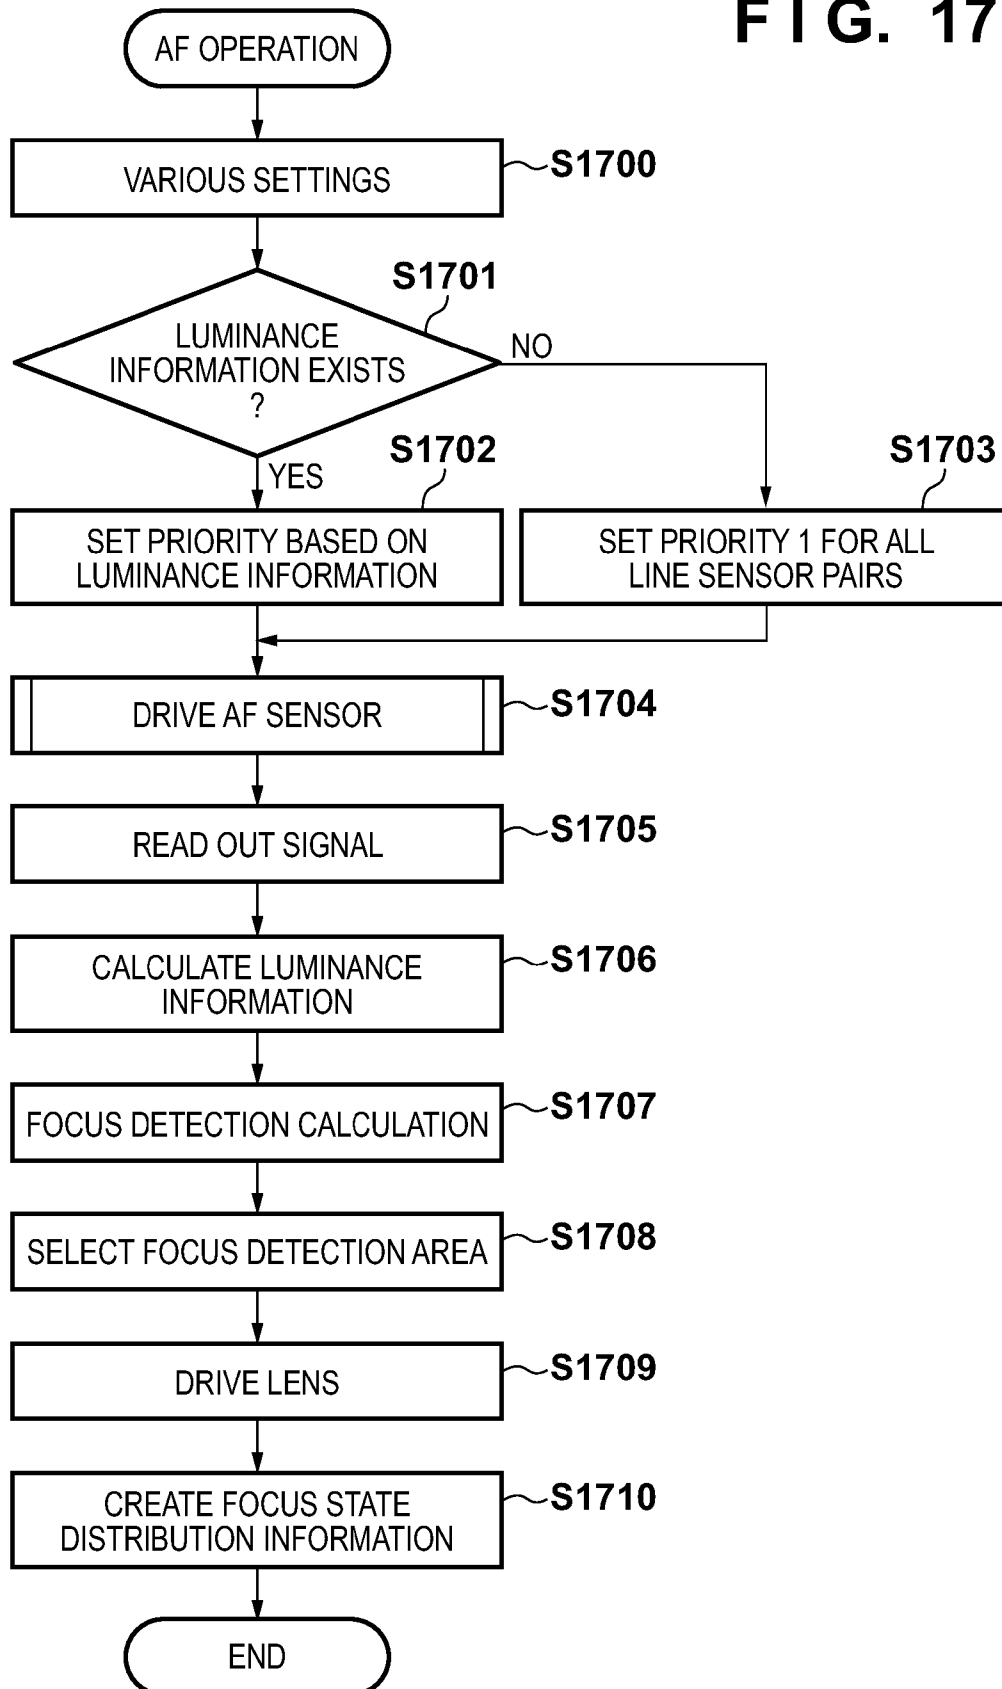 FIG. 17
AF OPERATION
VARIOUS SETTINGS
S1700
S1701
LUMINANCE
INFORMATION EXISTS
?
NO
YES
S1702
SET PRIORITY BASED ON
LUMINANCE INFORMATION
S1703
SET PRIORITY 1 FOR ALL
LINE SENSOR PAIRS
DRIVE AF SENSOR
S1704
READ OUT SIGNAL
S1705
CALCULATE LUMINANCE
INFORMATION
S1706
FOCUS DETECTION CALCULATION
S1707
SELECT FOCUS DETECTION AREA
S1708
DRIVE LENS
S1709
CREATE FOCUS STATE
DISTRIBUTION INFORMATION
S1710
END